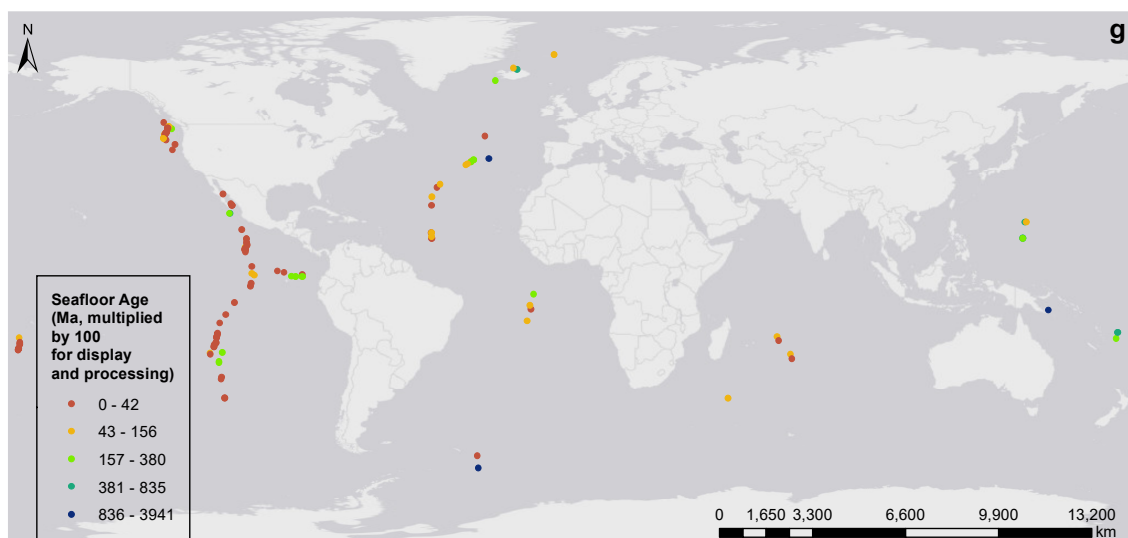 N
g
Seafloor Age
(Ma, multiplied
by 100
for display
and processing)
0 - 42
43 - 156
157 - 380
381 - 835
836 - 3941
0 1,650 3,300 6,600 9,900 13,200
km